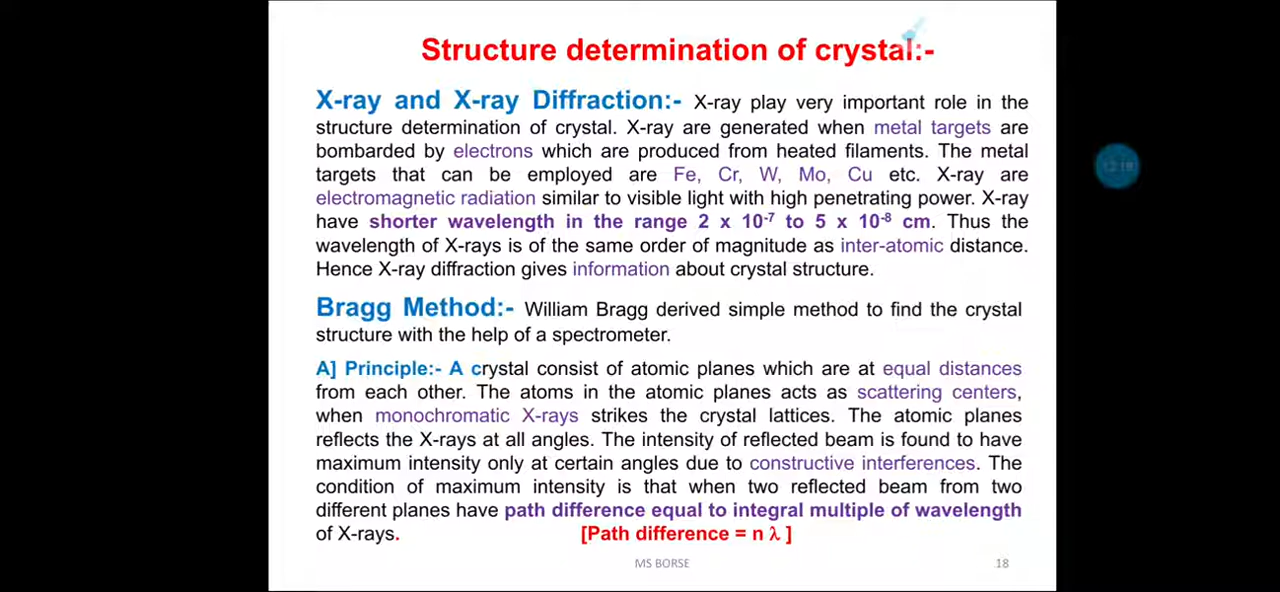 Structure determination of crystal:-
X-ray and X-ray Diffraction:- X-ray play very important role in the
structure determination of crystal. X-ray are generated when metal targets are
bombarded by electrons which are produced from heated filaments. The metal
targets that can be employed are Fe, Cr, W, Mo, Cu etc. X-ray are
electromagnetic radiation similar to visible light with high penetrating power. X-ray
have shorter wavelength in the range 2 x 10⁻⁷ to 5 x 10⁻⁸ cm. Thus the
wavelength of X-rays is of the same order of magnitude as inter-atomic distance.
Hence X-ray diffraction gives information about crystal structure.
Bragg Method:- William Bragg derived simple method to find the crystal
structure with the help of a spectrometer.
A] Principle:- A crystal consist of atomic planes which are at equal distances
from each other. The atoms in the atomic planes acts as scattering centers,
when monochromatic X-rays strikes the crystal lattices. The atomic planes
reflects the X-rays at all angles. The intensity of reflected beam is found to have
maximum intensity only at certain angles due to constructive interferences. The
condition of maximum intensity is that when two reflected beam from two
different planes have path difference equal to integral multiple of wavelength
of X-rays. [Path difference = n λ ]
MS BORSE 18
12:19